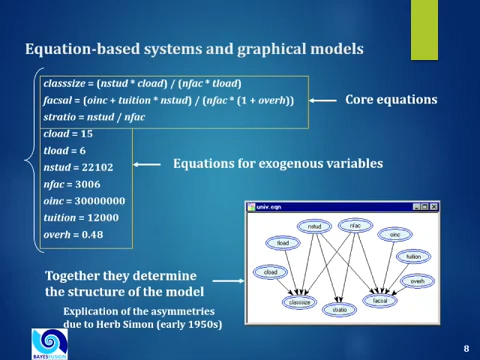 Equation-based systems and graphical models
classsize = (nstud * cload) / (nfac * tload)
facsal = (oinc + tuition * nstud) / (nfac * (1 + overh))
stratio = nstud / nfac
Core equations
cload = 15
tload = 6
nstud = 22102
nfac = 3006
oinc = 30000000
tuition = 12000
overh = 0.48
Equations for exogenous variables
univ.eqn
nstud
nfac
oinc
tload
tuition
cload
overh
classsize
stratio
facsal
Together they determine
the structure of the model
Explication of the asymmetries
due to Herb Simon (early 1950s)
BAYESFUSION
8